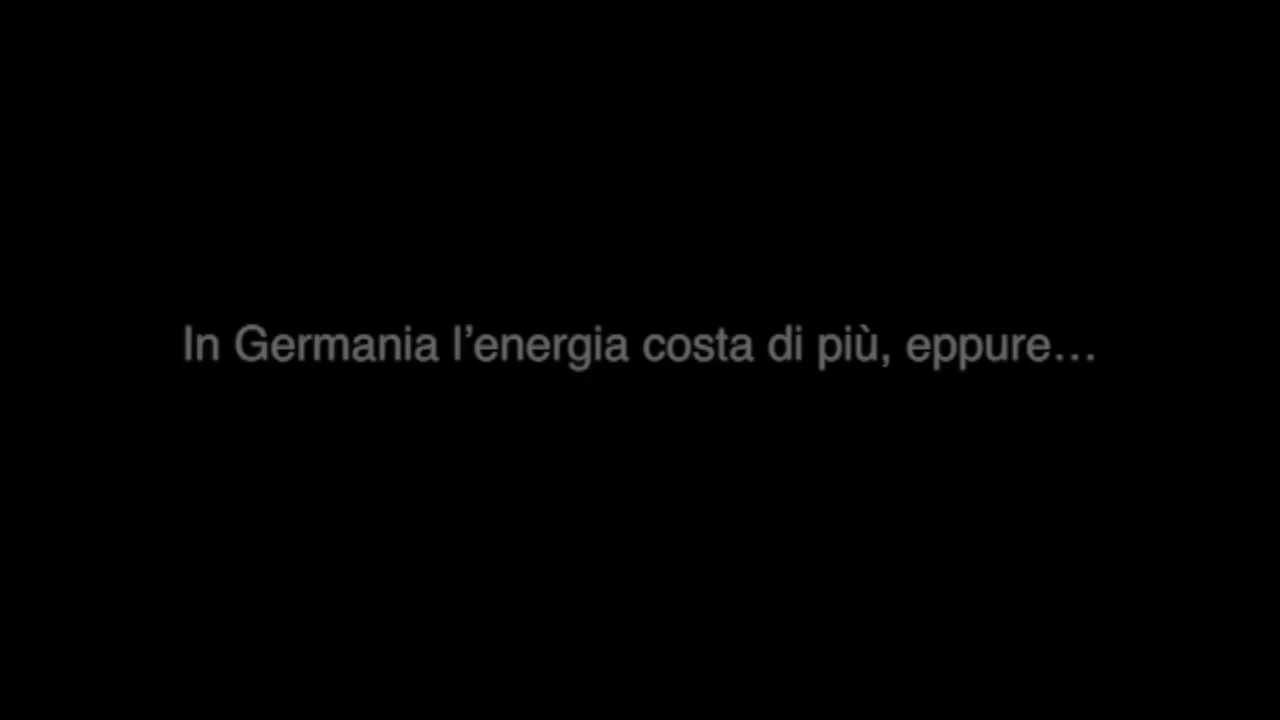 In Germania l’energia costa di più, eppure…